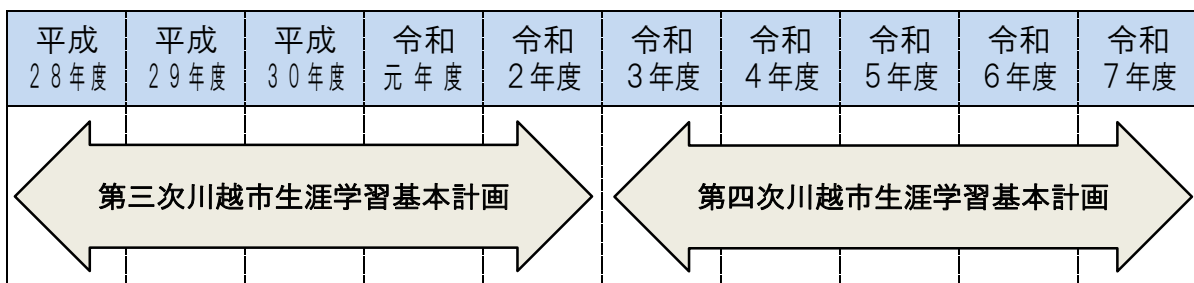 平成 平成 平成 令和 令和 令和 令和 令和 令和 令和
28年度 29年度 30年度 元年度 2年度 3年度 4年度 5年度 6年度 7年度
第三次川越市生涯学習基本計画 第四次川越市生涯学習基本計画